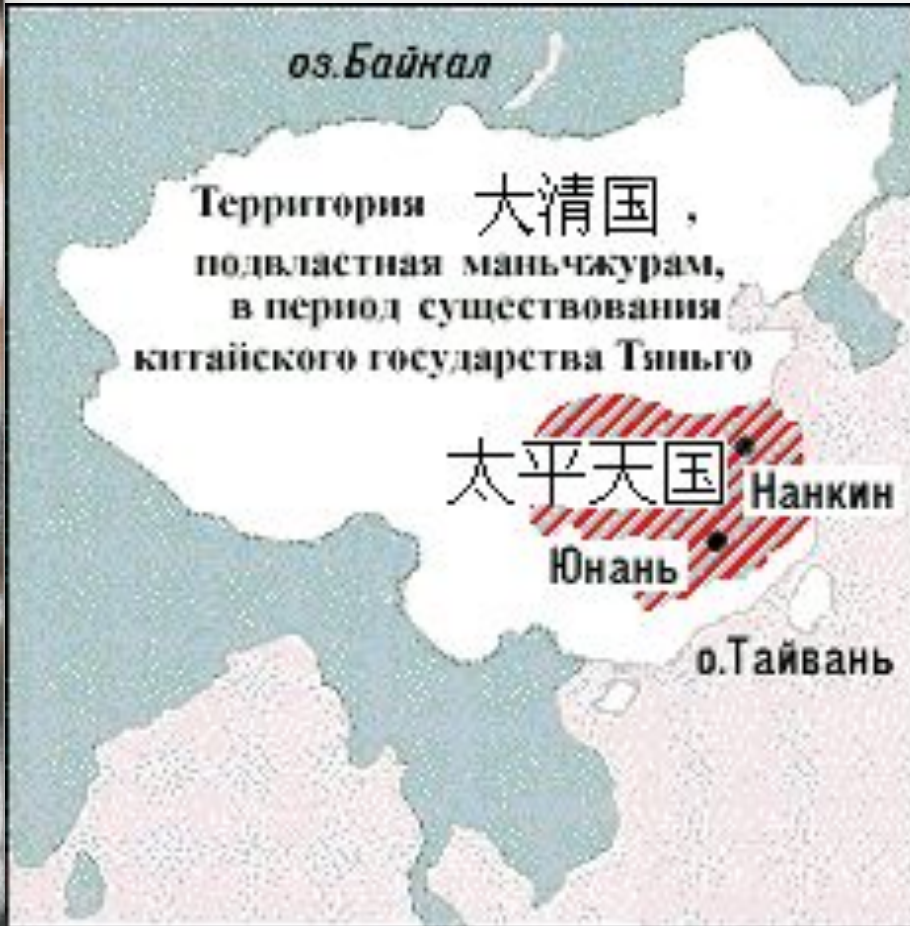 оз.Байкал
Территория 大清国 ,
подвластная маньчжурам,
в период существования
китайского государства Тяньго
太平天国
Нанкин
Юнань
о.Тайвань